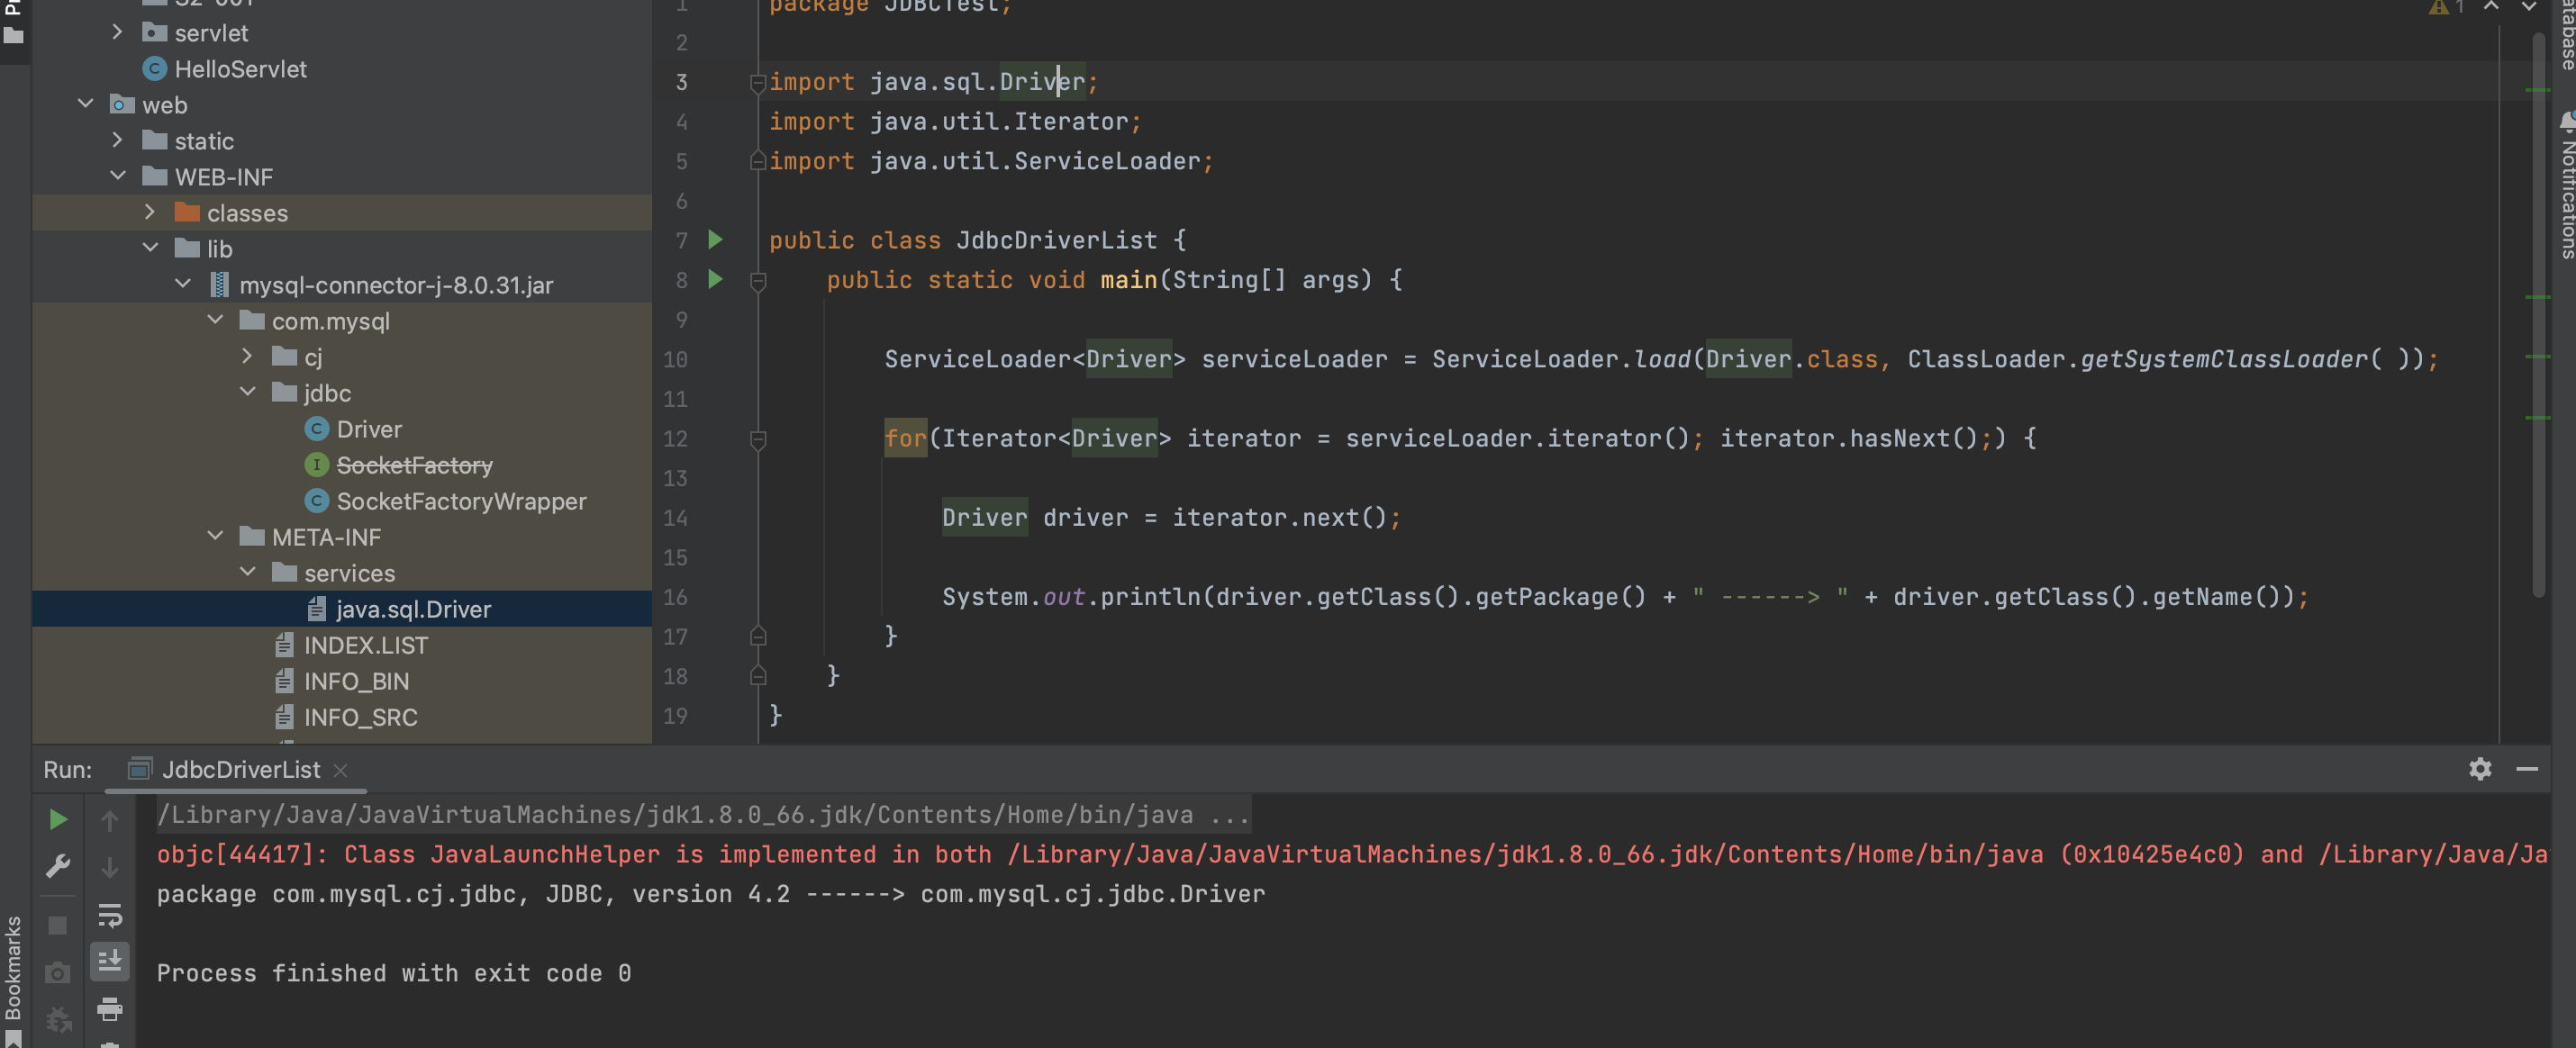 servlet
HelloServlet
web
static
WEB-INF
classes
lib
mysql-connector-j-8.0.31.jar
com.mysql
cj
jdbc
Driver
SocketFactory
SocketFactoryWrapper
META-INF
services
java.sql.Driver
INDEX.LIST
INFO_BIN
INFO_SRC
1 package JDBCTest;
2
3 import java.sql.Driver;
4 import java.util.Iterator;
5 import java.util.ServiceLoader;
6
7 public class JdbcDriverList {
8 public static void main(String[] args) {
9
10 ServiceLoader<Driver> serviceLoader = ServiceLoader.load(Driver.class, ClassLoader.getSystemClassLoader( ));
11
12 for(Iterator<Driver> iterator = serviceLoader.iterator(); iterator.hasNext();) {
13
14 Driver driver = iterator.next();
15
16 System.out.println(driver.getClass().getPackage() + " ------> " + driver.getClass().getName());
17 }
18 }
19 }
1
Notifications
Run: JdbcDriverList
/Library/Java/JavaVirtualMachines/jdk1.8.0_66.jdk/Contents/Home/bin/java ...
objc[44417]: Class JavaLaunchHelper is implemented in both /Library/Java/JavaVirtualMachines/jdk1.8.0_66.jdk/Contents/Home/bin/java (0x10425e4c0) and /Library/Java/Ja
package com.mysql.cj.jdbc, JDBC, version 4.2 ------> com.mysql.cj.jdbc.Driver
Process finished with exit code 0
Bookmarks